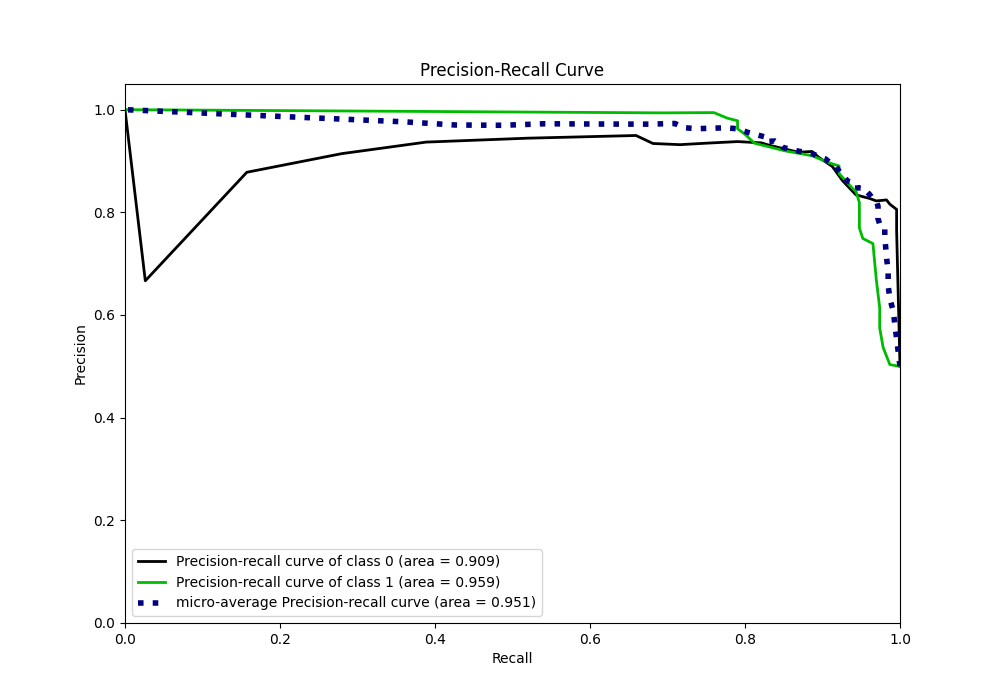 Precision-Recall Curve
1.0
0.8
0.6
0.4
0.2
0.0
Precision
Precision-recall curve of class 0 (area = 0.909)
Precision-recall curve of class 1 (area = 0.959)
micro-average Precision-recall curve (area = 0.951)
0.0 0.2 0.4 0.6 0.8 1.0
Recall